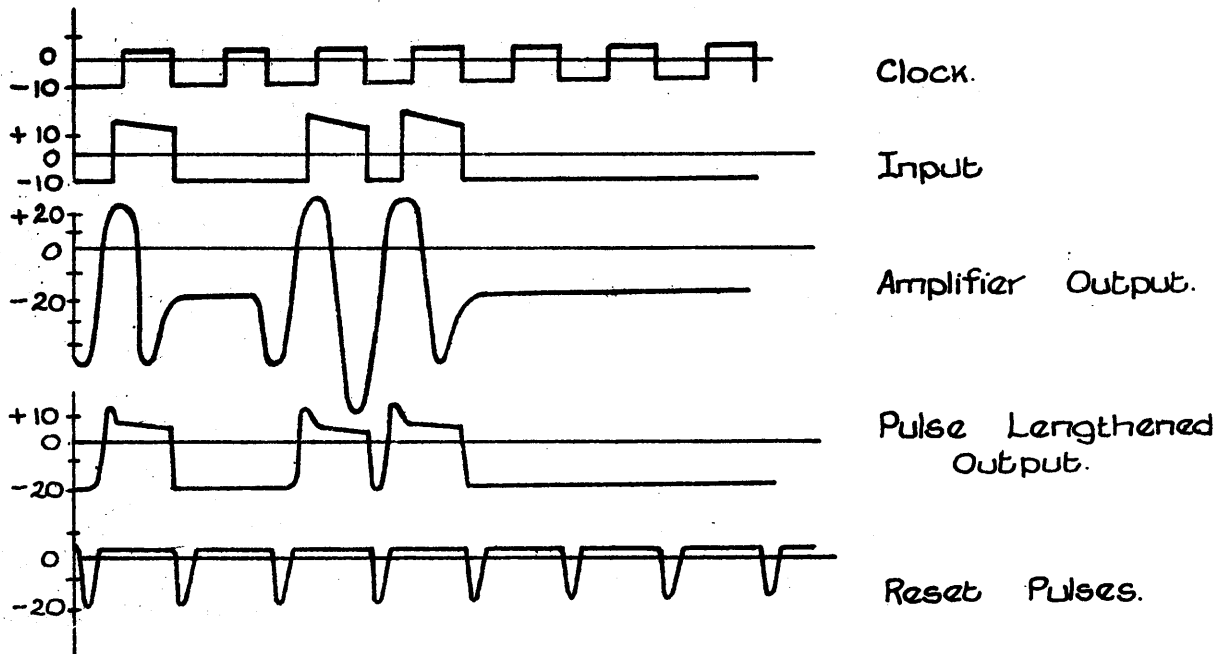 0
-10
Clock.
+10
0
-10
Input
+20
0
-20
Amplifier Output.
+10
0
-20
Pulse Lengthened
Output.
0
-20
Reset Pulses.